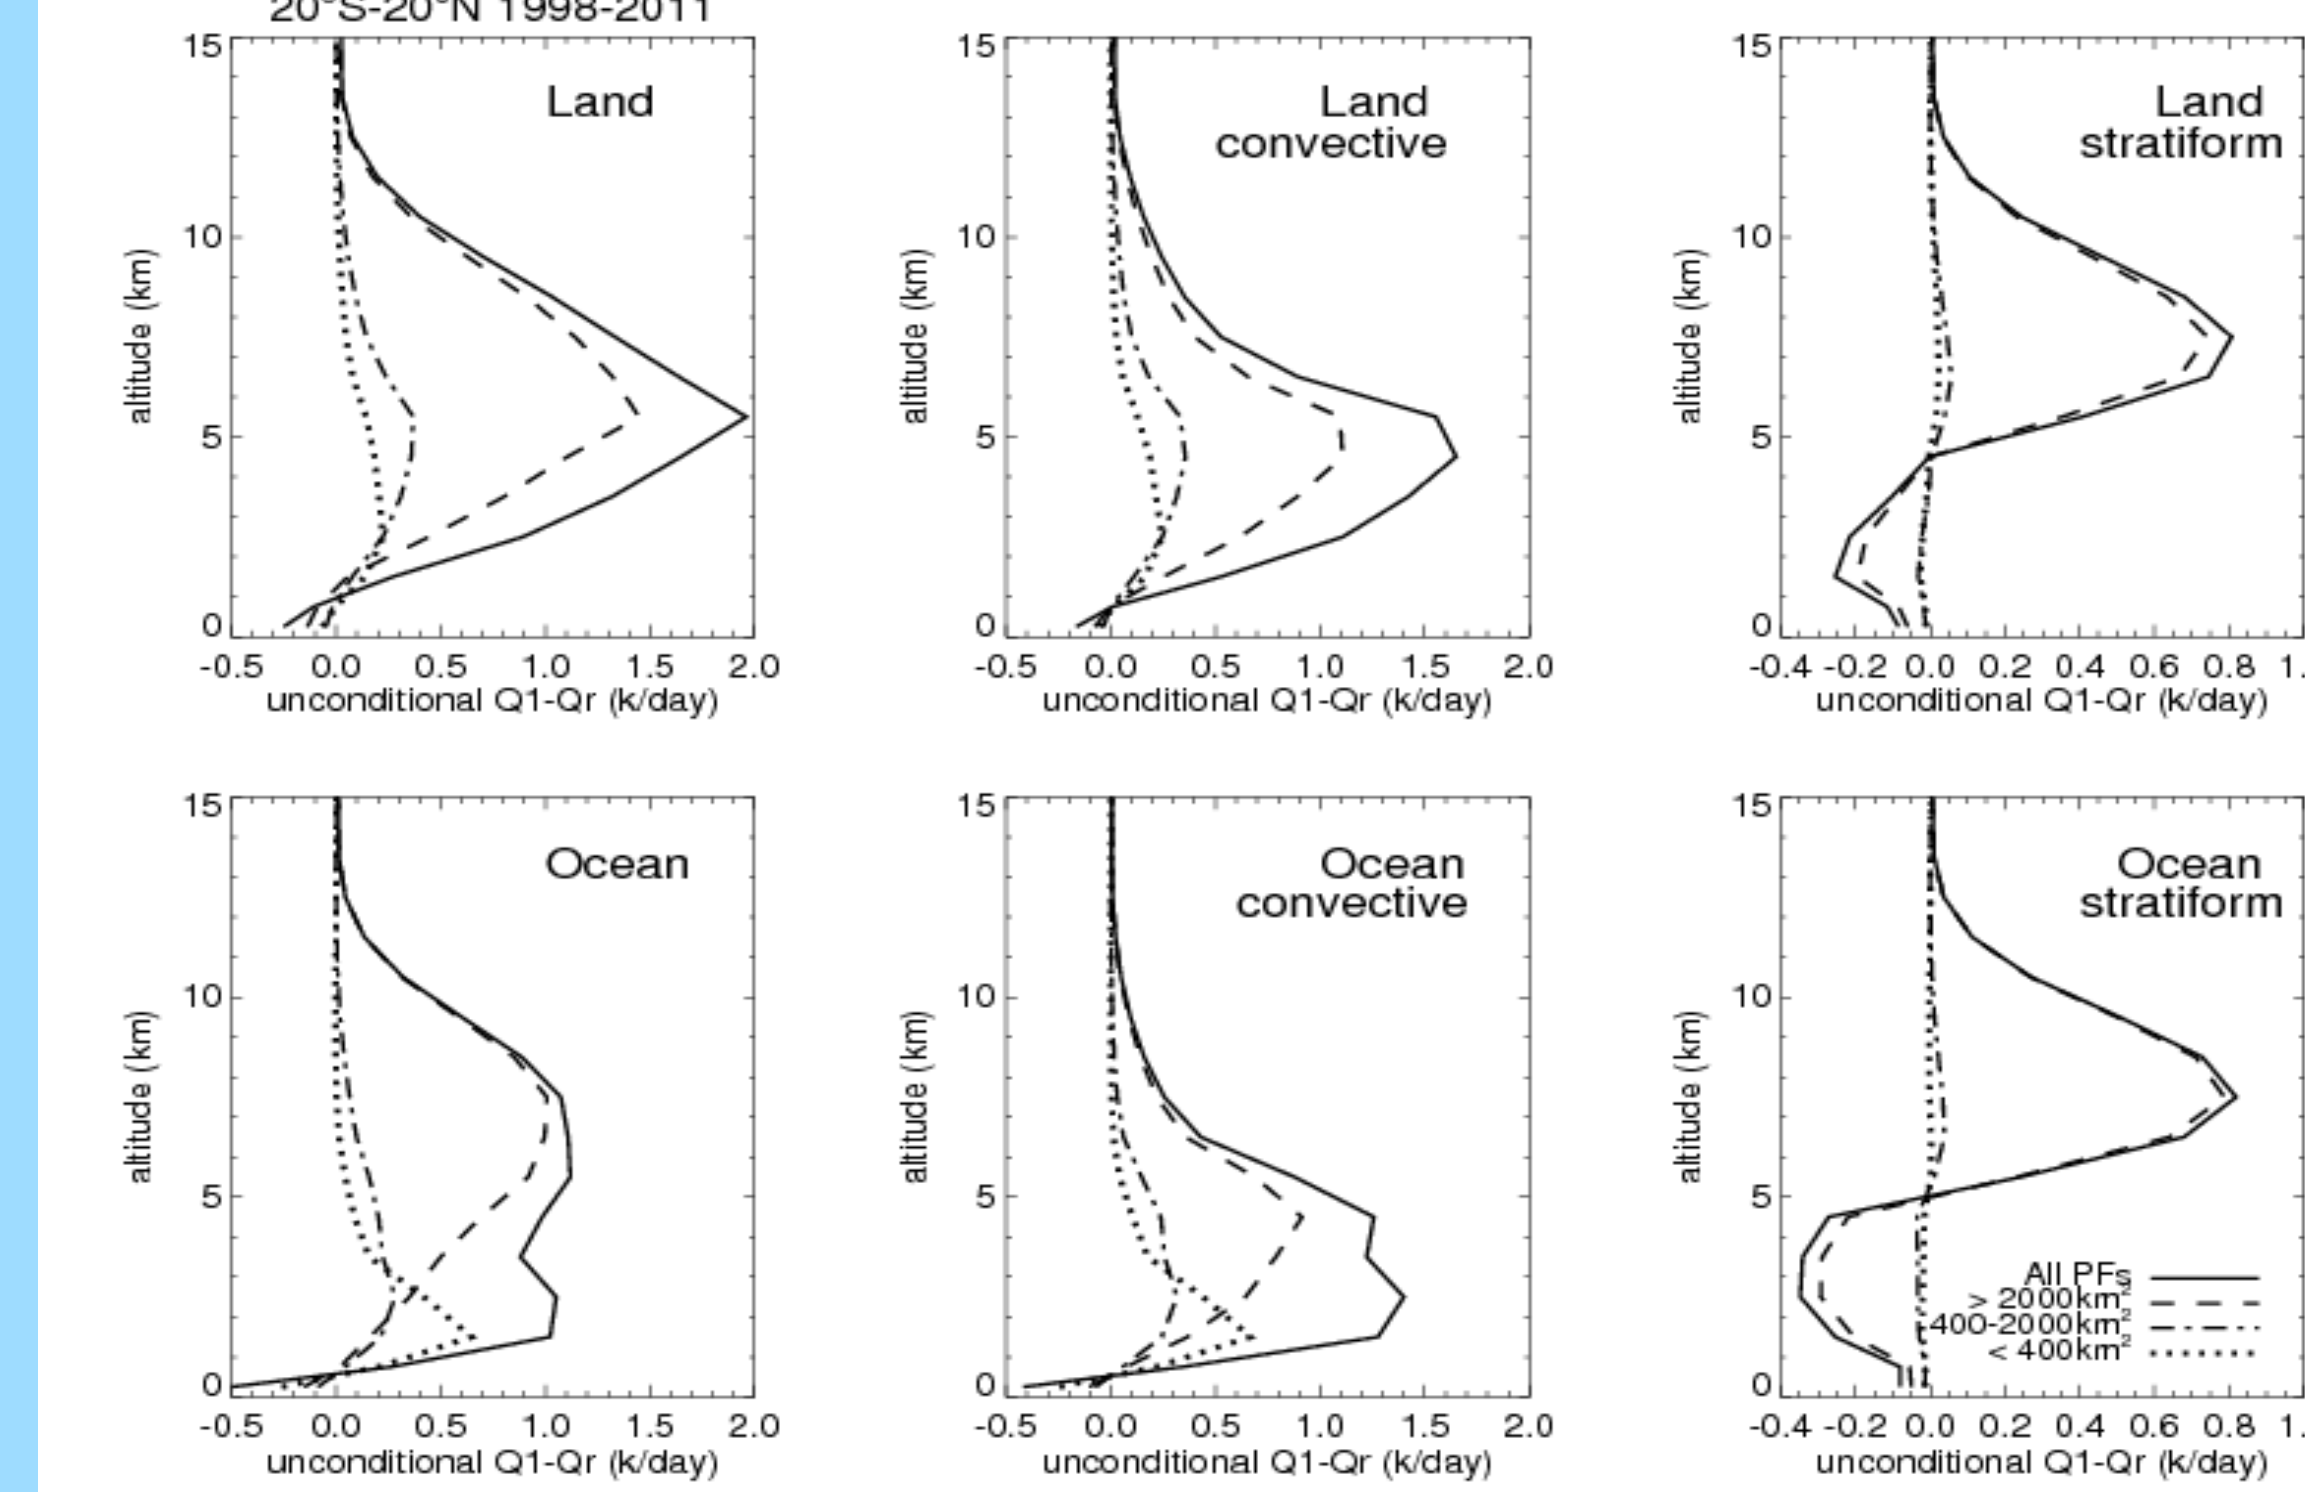 20°S-20°N 1998-2011
15
10
5
0
altitude (km)
Land
-0.5 0.0 0.5 1.0 1.5 2.0
unconditional Q1-Qr (k/day)
15
10
5
0
altitude (km)
Land
convective
-0.5 0.0 0.5 1.0 1.5 2.0
unconditional Q1-Qr (k/day)
15
10
5
0
altitude (km)
Land
stratiform
-0.4 -0.2 0.0 0.2 0.4 0.6 0.8 1.
unconditional Q1-Qr (k/day)
15
10
5
0
altitude (km)
Ocean
-0.5 0.0 0.5 1.0 1.5 2.0
unconditional Q1-Qr (k/day)
15
10
5
0
altitude (km)
Ocean
convective
-0.5 0.0 0.5 1.0 1.5 2.0
unconditional Q1-Qr (k/day)
15
10
5
0
altitude (km)
Ocean
stratiform
All PFs
> 2000km²
400-2000km²
< 400km²
-0.4 -0.2 0.0 0.2 0.4 0.6 0.8 1.
unconditional Q1-Qr (k/day)